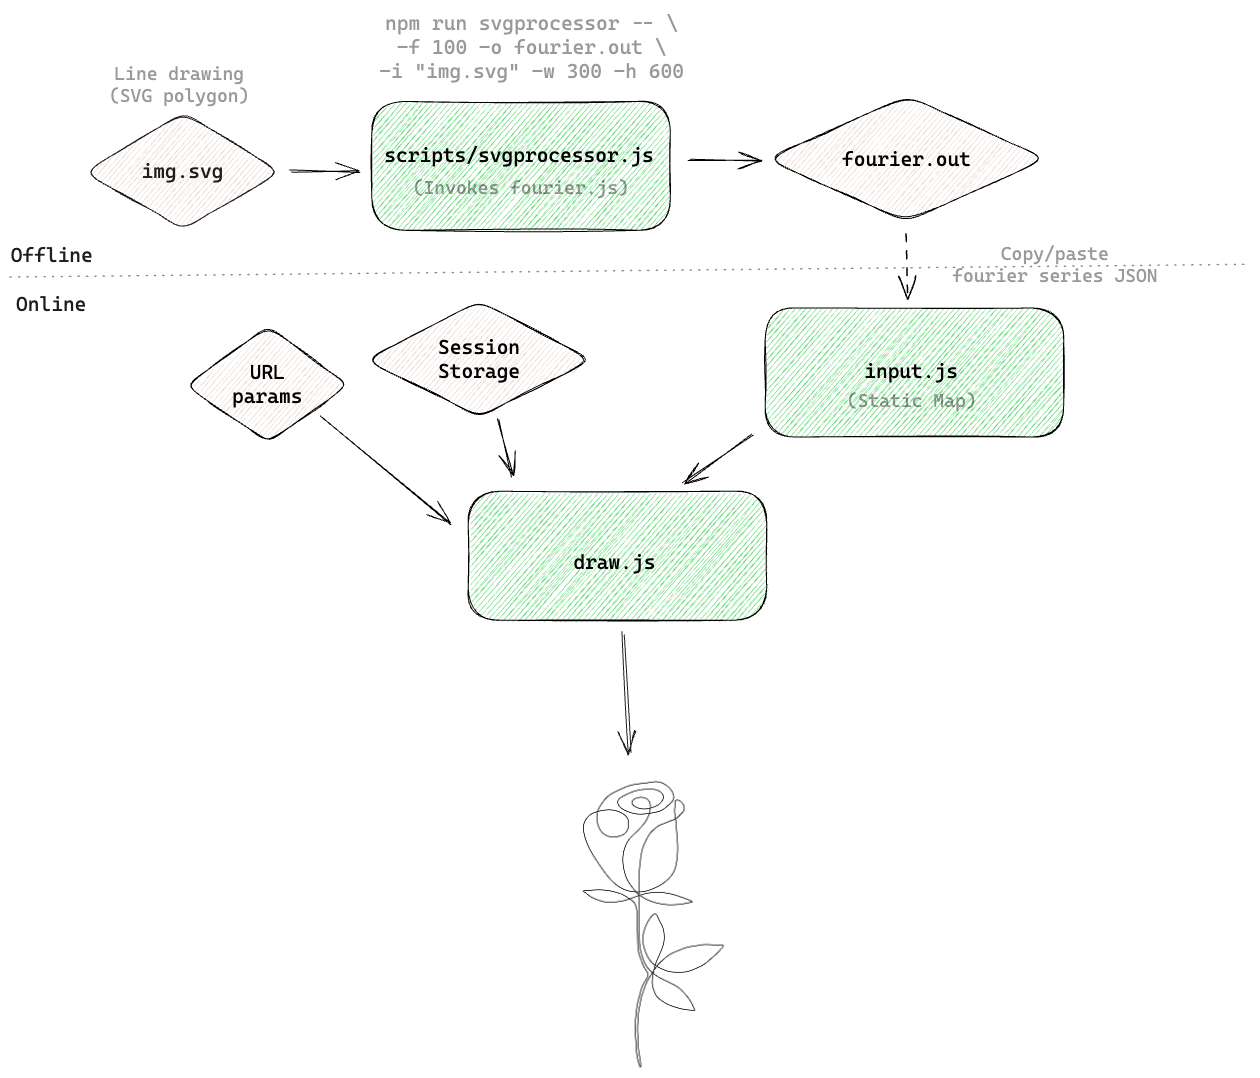 npm run svgprocessor -- \
-f 100 -o fourier.out \
-i "img.svg" -w 300 -h 600
Line drawing
(SVG polygon)
img.svg
scripts/svgprocessor.js
(Invokes fourier.js)
fourier.out
Offline
Copy/paste
fourier series JSON
Online
URL
params
Session
Storage
input.js
(Static Map)
draw.js